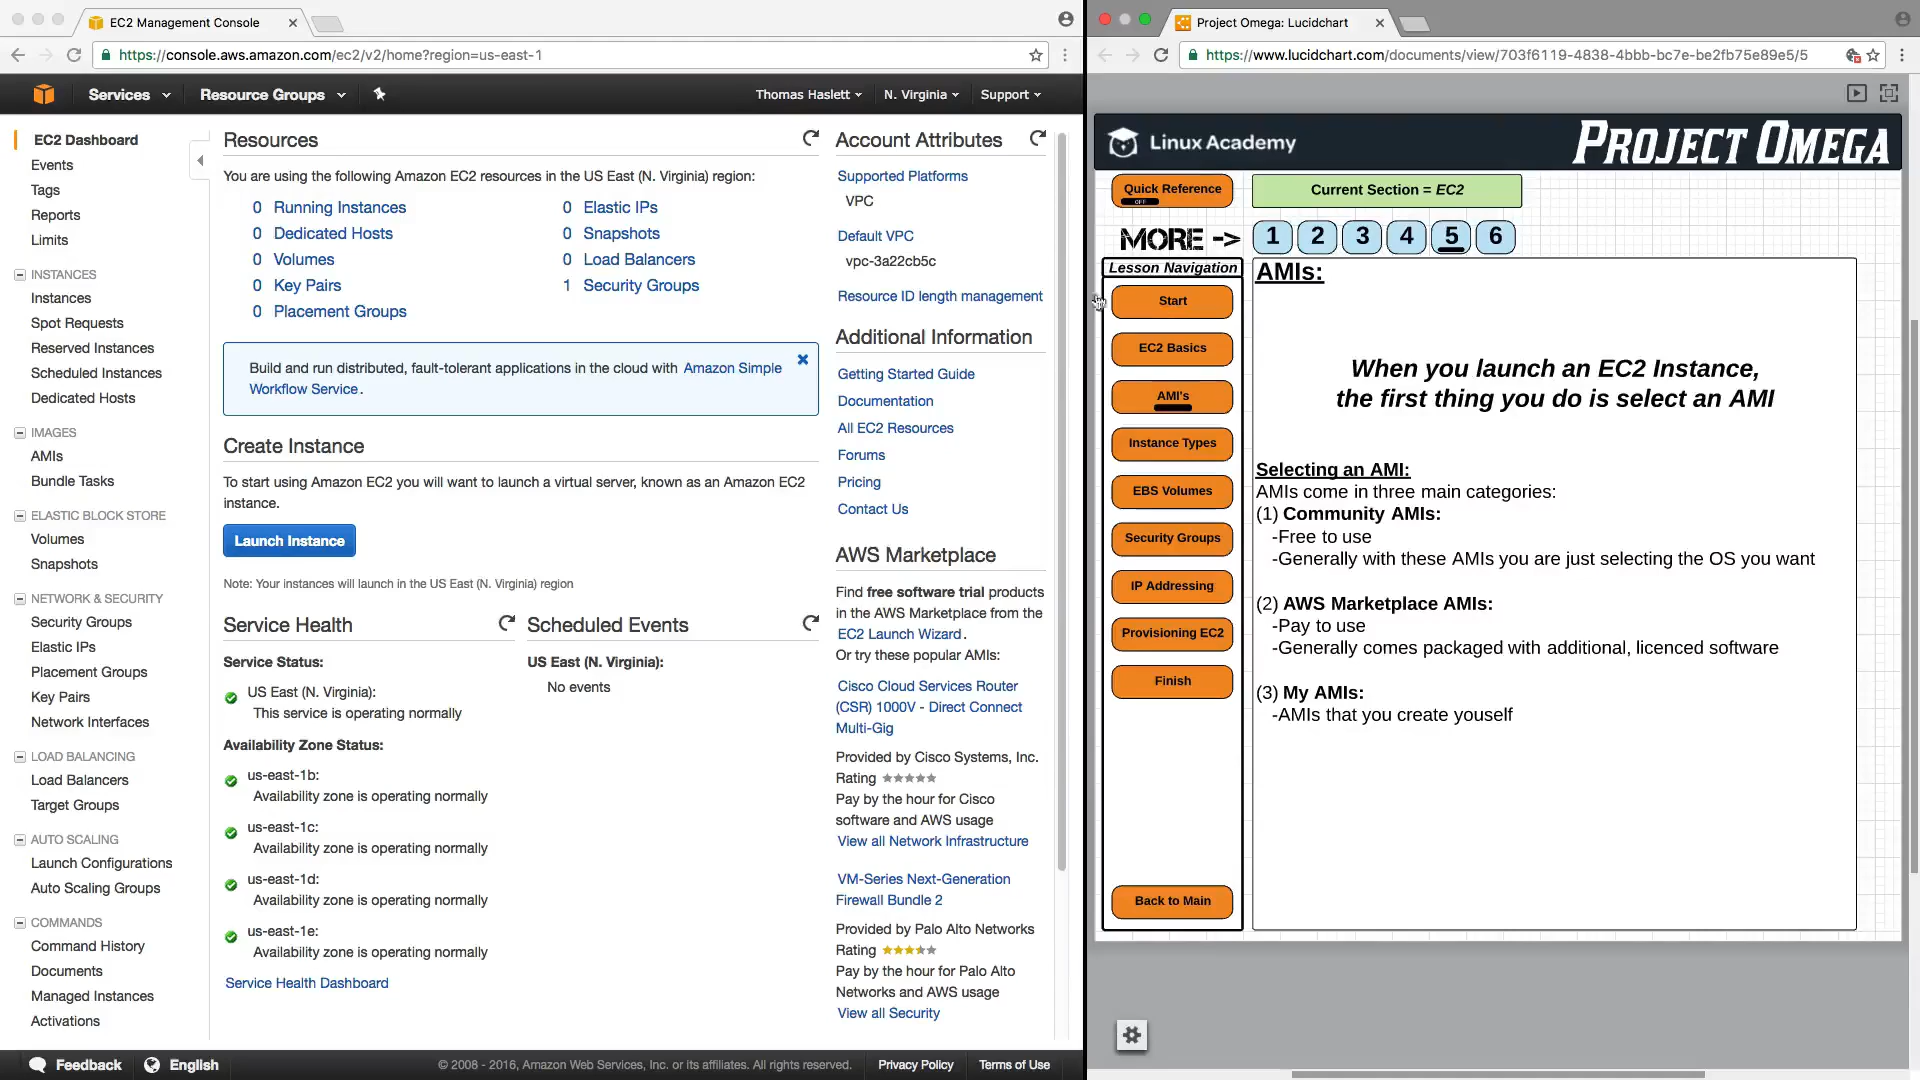 EC2 Management Console
Project Omega: Lucidchart
https://console.aws.amazon.com/ec2/v2/home?region=us-east-1
https://www.lucidchart.com/documents/view/703f6119-4838-4bbb-bc7e-be2fb75e89e5/5
Services
Resource Groups
Thomas Haslett
N. Virginia
Support
EC2 Dashboard
Events
Tags
Reports
Limits
INSTANCES
Instances
Spot Requests
Reserved Instances
Scheduled Instances
Dedicated Hosts
IMAGES
AMIs
Bundle Tasks
ELASTIC BLOCK STORE
Volumes
Snapshots
NETWORK & SECURITY
Security Groups
Elastic IPs
Placement Groups
Key Pairs
Network Interfaces
LOAD BALANCING
Load Balancers
Target Groups
AUTO SCALING
Launch Configurations
Auto Scaling Groups
COMMANDS
Command History
Documents
Managed Instances
Activations
Resources
You are using the following Amazon EC2 resources in the US East (N. Virginia) region:
0 Running Instances
0 Elastic IPs
0 Dedicated Hosts
0 Snapshots
0 Volumes
0 Load Balancers
0 Key Pairs
1 Security Groups
0 Placement Groups
Build and run distributed, fault-tolerant applications in the cloud with Amazon Simple
Workflow Service.
Create Instance
To start using Amazon EC2 you will want to launch a virtual server, known as an Amazon EC2
instance.
Launch Instance
Note: Your instances will launch in the US East (N. Virginia) region
Service Health
Service Status:
US East (N. Virginia):
This service is operating normally
Availability Zone Status:
us-east-1b:
Availability zone is operating normally
us-east-1c:
Availability zone is operating normally
us-east-1d:
Availability zone is operating normally
us-east-1e:
Availability zone is operating normally
Service Health Dashboard
Scheduled Events
US East (N. Virginia):
No events
Account Attributes
Supported Platforms
VPC
Default VPC
vpc-3a22cb5c
Resource ID length management
Additional Information
Getting Started Guide
Documentation
All EC2 Resources
Forums
Pricing
Contact Us
AWS Marketplace
Find free software trial products
in the AWS Marketplace from the
EC2 Launch Wizard.
Or try these popular AMIs:
Cisco Cloud Services Router
(CSR) 1000V - Direct Connect
Multi-Gig
Provided by Cisco Systems, Inc.
Rating
Pay by the hour for Cisco
software and AWS usage
View all Network Infrastructure
VM-Series Next-Generation
Firewall Bundle 2
Provided by Palo Alto Networks
Rating
Pay by the hour for Palo Alto
Networks and AWS usage
View all Security
Feedback
English
© 2008 - 2016, Amazon Web Services, Inc. or its affiliates. All rights reserved.
Privacy Policy
Terms of Use
Linux Academy
PROJECT OMEGA
Quick Reference
OFF
Current Section = EC2
MORE ->
1 2 3 4 5 6
Lesson Navigation
Start
EC2 Basics
AMI's
Instance Types
EBS Volumes
Security Groups
IP Addressing
Provisioning EC2
Finish
Back to Main
AMIs:
When you launch an EC2 Instance,
the first thing you do is select an AMI
Selecting an AMI:
AMIs come in three main categories:
(1) Community AMIs:
-Free to use
-Generally with these AMIs you are just selecting the OS you want
(2) AWS Marketplace AMIs:
-Pay to use
-Generally comes packaged with additional, licenced software
(3) My AMIs:
-AMIs that you create youself